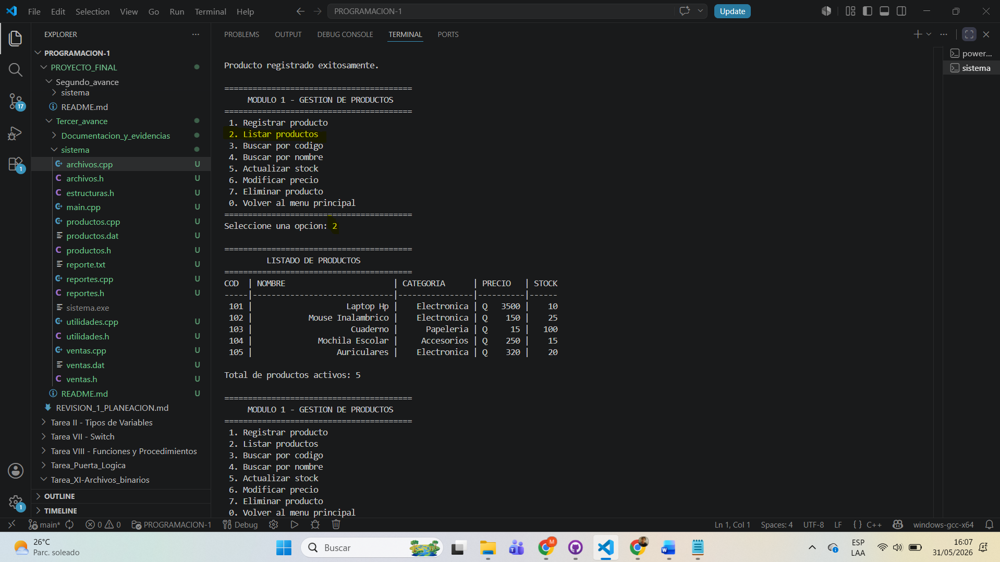 File Edit Selection View Go Run Terminal Help
PROGRAMACION-1
Update
EXPLORER
PROGRAMACION-1
PROYECTO_FINAL
Segundo_avance
sistema
README.md
Tercer_avance
Documentacion_y_evidencias
sistema
archivos.cpp U
archivos.h U
estructuras.h U
main.cpp U
productos.cpp U
productos.dat U
productos.h U
reporte.txt U
reportes.cpp U
reportes.h U
sistema.exe
utilidades.cpp U
utilidades.h U
ventas.cpp U
ventas.dat U
ventas.h U
README.md U
REVISION_1_PLANEACION.md
Tarea II - Tipos de Variables
Tarea VII - Switch
Tarea VIII - Funciones y Procedimientos
Tarea_Puerta_Logica
Tarea_XI-Archivos_binarios
OUTLINE
TIMELINE
17
1
1
PROBLEMS OUTPUT DEBUG CONSOLE TERMINAL PORTS
power...
sistema
Producto registrado exitosamente.
========================================
MODULO 1 - GESTION DE PRODUCTOS
========================================
1. Registrar producto
2. Listar productos
3. Buscar por codigo
4. Buscar por nombre
5. Actualizar stock
6. Modificar precio
7. Eliminar producto
0. Volver al menu principal
========================================
Seleccione una opcion: 2
========================================
LISTADO DE PRODUCTOS
========================================
COD | NOMBRE | CATEGORIA | PRECIO | STOCK
-----|------------------------------|----------------|----------|------
101 | Laptop Hp | Electronica | Q 3500 | 10
102 | Mouse Inalambrico | Electronica | Q 150 | 25
103 | Cuaderno | Papeleria | Q 15 | 100
104 | Mochila Escolar | Accesorios | Q 250 | 15
105 | Auriculares | Electronica | Q 320 | 20
Total de productos activos: 5
========================================
MODULO 1 - GESTION DE PRODUCTOS
========================================
1. Registrar producto
2. Listar productos
3. Buscar por codigo
4. Buscar por nombre
5. Actualizar stock
6. Modificar precio
7. Eliminar producto
0. Volver al menu principal
main* 0 0 PROGRAMACION-1 Debug Ln 1, Col 1 Spaces: 4 UTF-8 LF { } C++ windows-gcc-x64
26°C
Parc. soleado
Buscar
ESP
LAA
16:07
31/05/2026